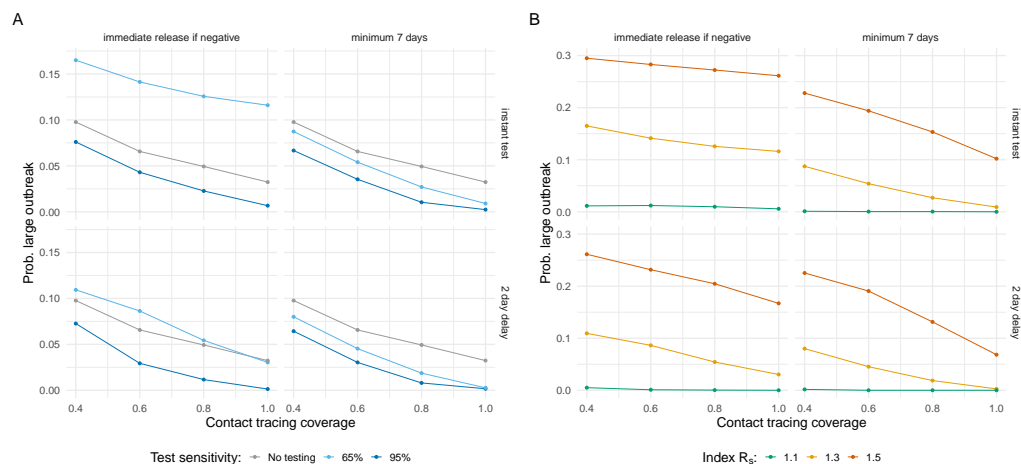 A
immediate release if negative
minimum 7 days
0.15
0.10
0.05
0.00
instant test
0.15
0.10
0.05
0.00
2 day delay
Prob. large outbreak
0.4 0.6 0.8 1.0 0.4 0.6 0.8 1.0
Contact tracing coverage
Test sensitivity: No testing 65% 95%
B
immediate release if negative
minimum 7 days
0.3
0.2
0.1
0.0
instant test
0.3
0.2
0.1
0.0
2 day delay
Prob. large outbreak
0.4 0.6 0.8 1.0 0.4 0.6 0.8 1.0
Contact tracing coverage
Index Rs: 1.1 1.3 1.5